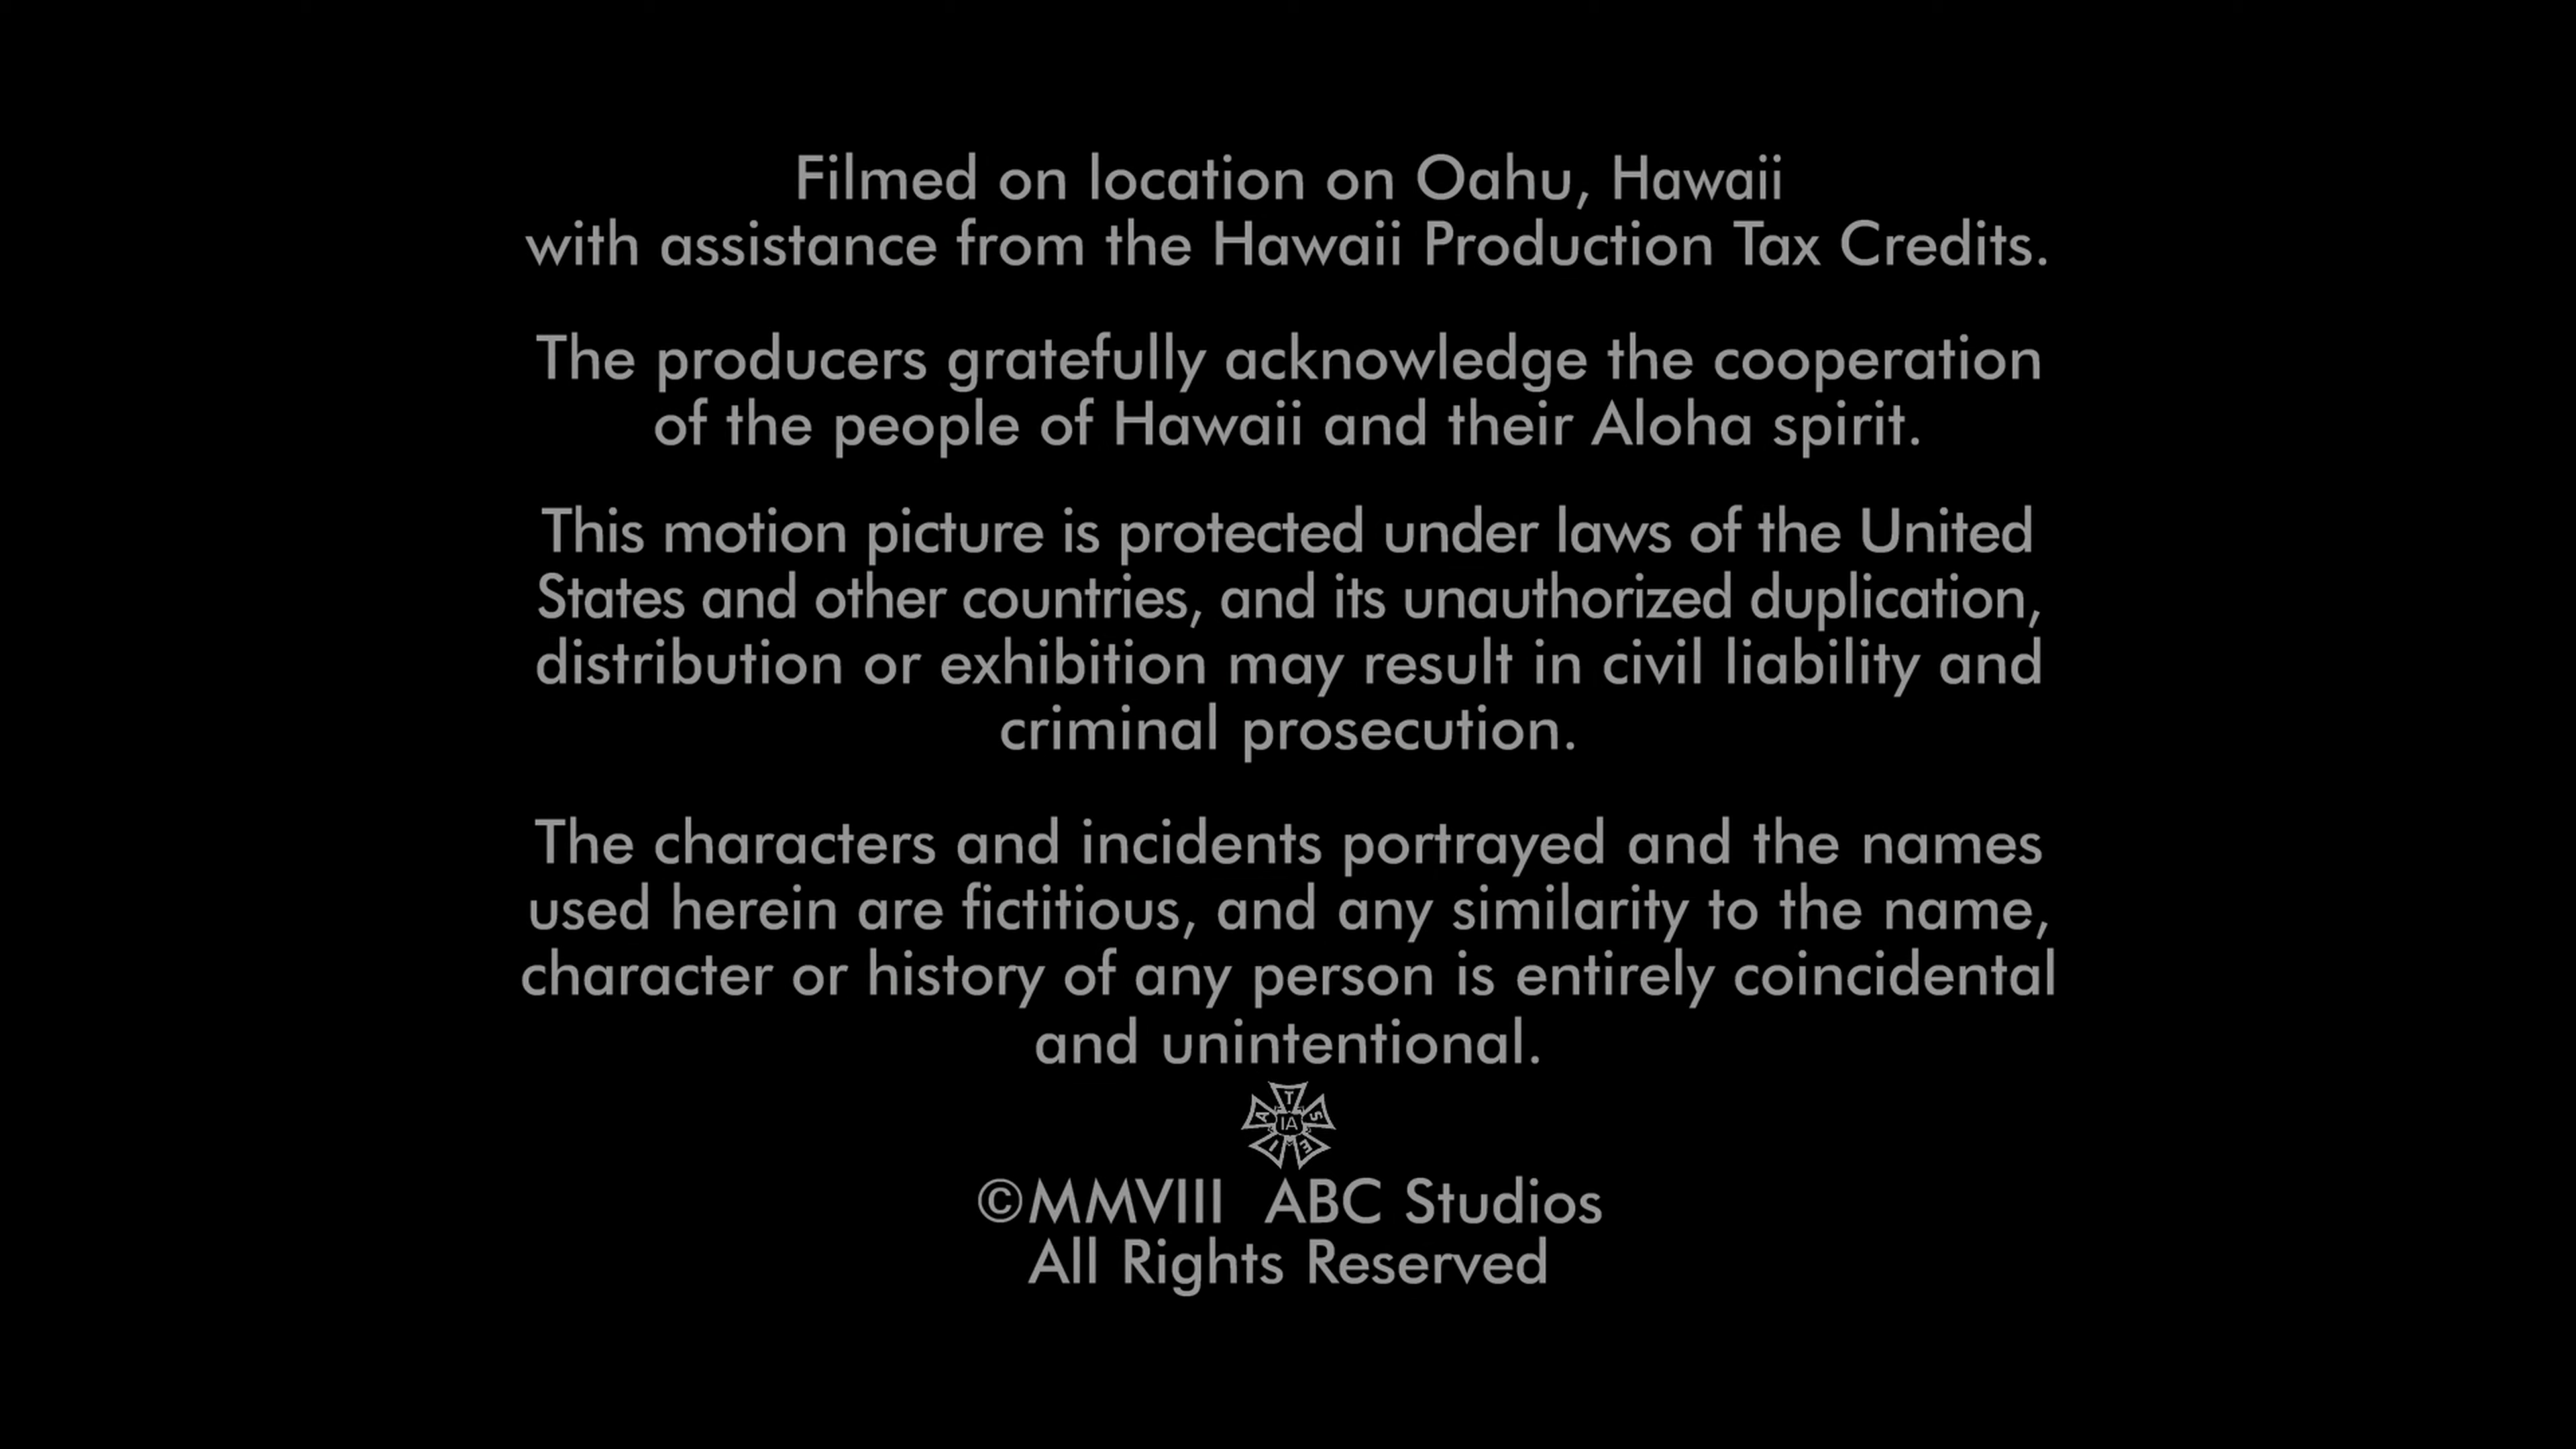 Filmed on location on Oahu, Hawaii
with assistance from the Hawaii Production Tax Credits.
The producers gratefully acknowledge the cooperation
of the people of Hawaii and their Aloha spirit.
This motion picture is protected under laws of the United
States and other countries, and its unauthorized duplication,
distribution or exhibition may result in civil liability and
criminal prosecution.
The characters and incidents portrayed and the names
used herein are fictitious, and any similarity to the name,
character or history of any person is entirely coincidental
and unintentional.
I A T S E
IA
©MMVIII ABC Studios
All Rights Reserved